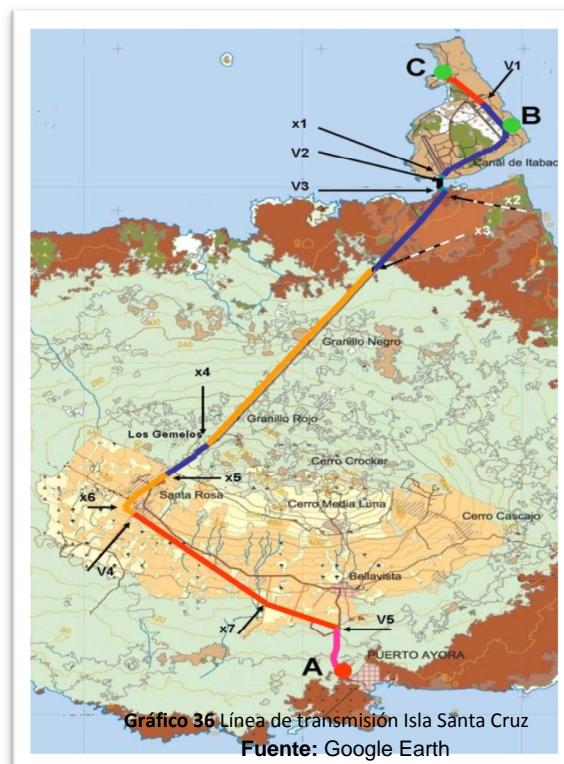 C
V1
B
x1
V2
Canal de Itabac
V3
x2
x3
Granillo Negro
x4
Granillo Rojo
Los Gemelos
Cerro Crocker
x5
Santa Rosa
x6
Cerro Media Luna
Cerro Cascajo
V4
Bellavista
x7
V5
A
PUERTO AYORA
Gráfico 36 Línea de transmisión Isla Santa Cruz
Fuente: Google Earth